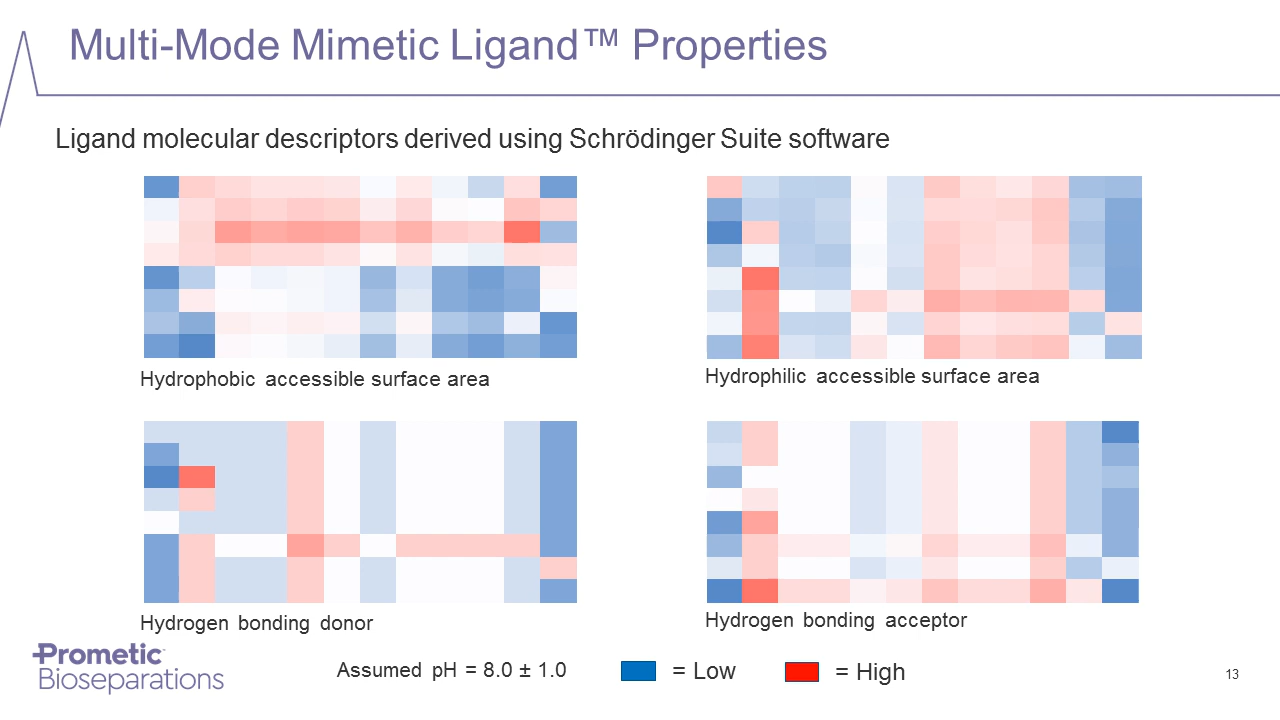 Multi-Mode Mimetic Ligand™ Properties
Ligand molecular descriptors derived using Schrödinger Suite software
Hydrophobic accessible surface area
Hydrophilic accessible surface area
Hydrogen bonding donor
Hydrogen bonding acceptor
Prometic
Bioseparations
Assumed pH = 8.0 ± 1.0
= Low
= High
13